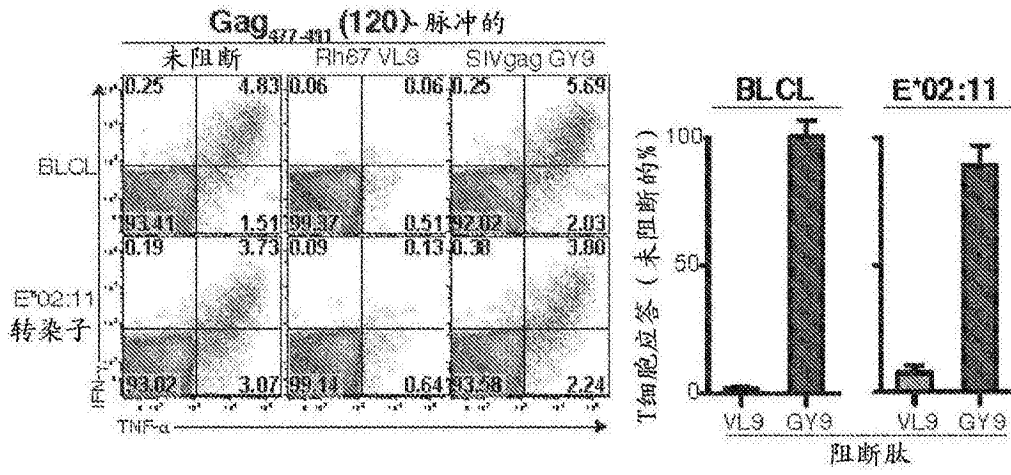 Gag477-491 (120)-脉冲的
未阻断 Rh67 VL9 SIVgag GY9
BLCL
0.25 4.83
93.41 1.51
0.06 0.06
99.37 0.51
0.25 5.69
92.02 2.03
E*02:11
转染子
0.19 3.73
93.02 3.07
0.09 0.13
99.14 0.64
0.30 3.00
93.58 2.24
TNF-α
BLCL E*02:11
T细胞应答（未阻断的%）
100
50
0
VL9 GY9 VL9 GY9
阻断肽